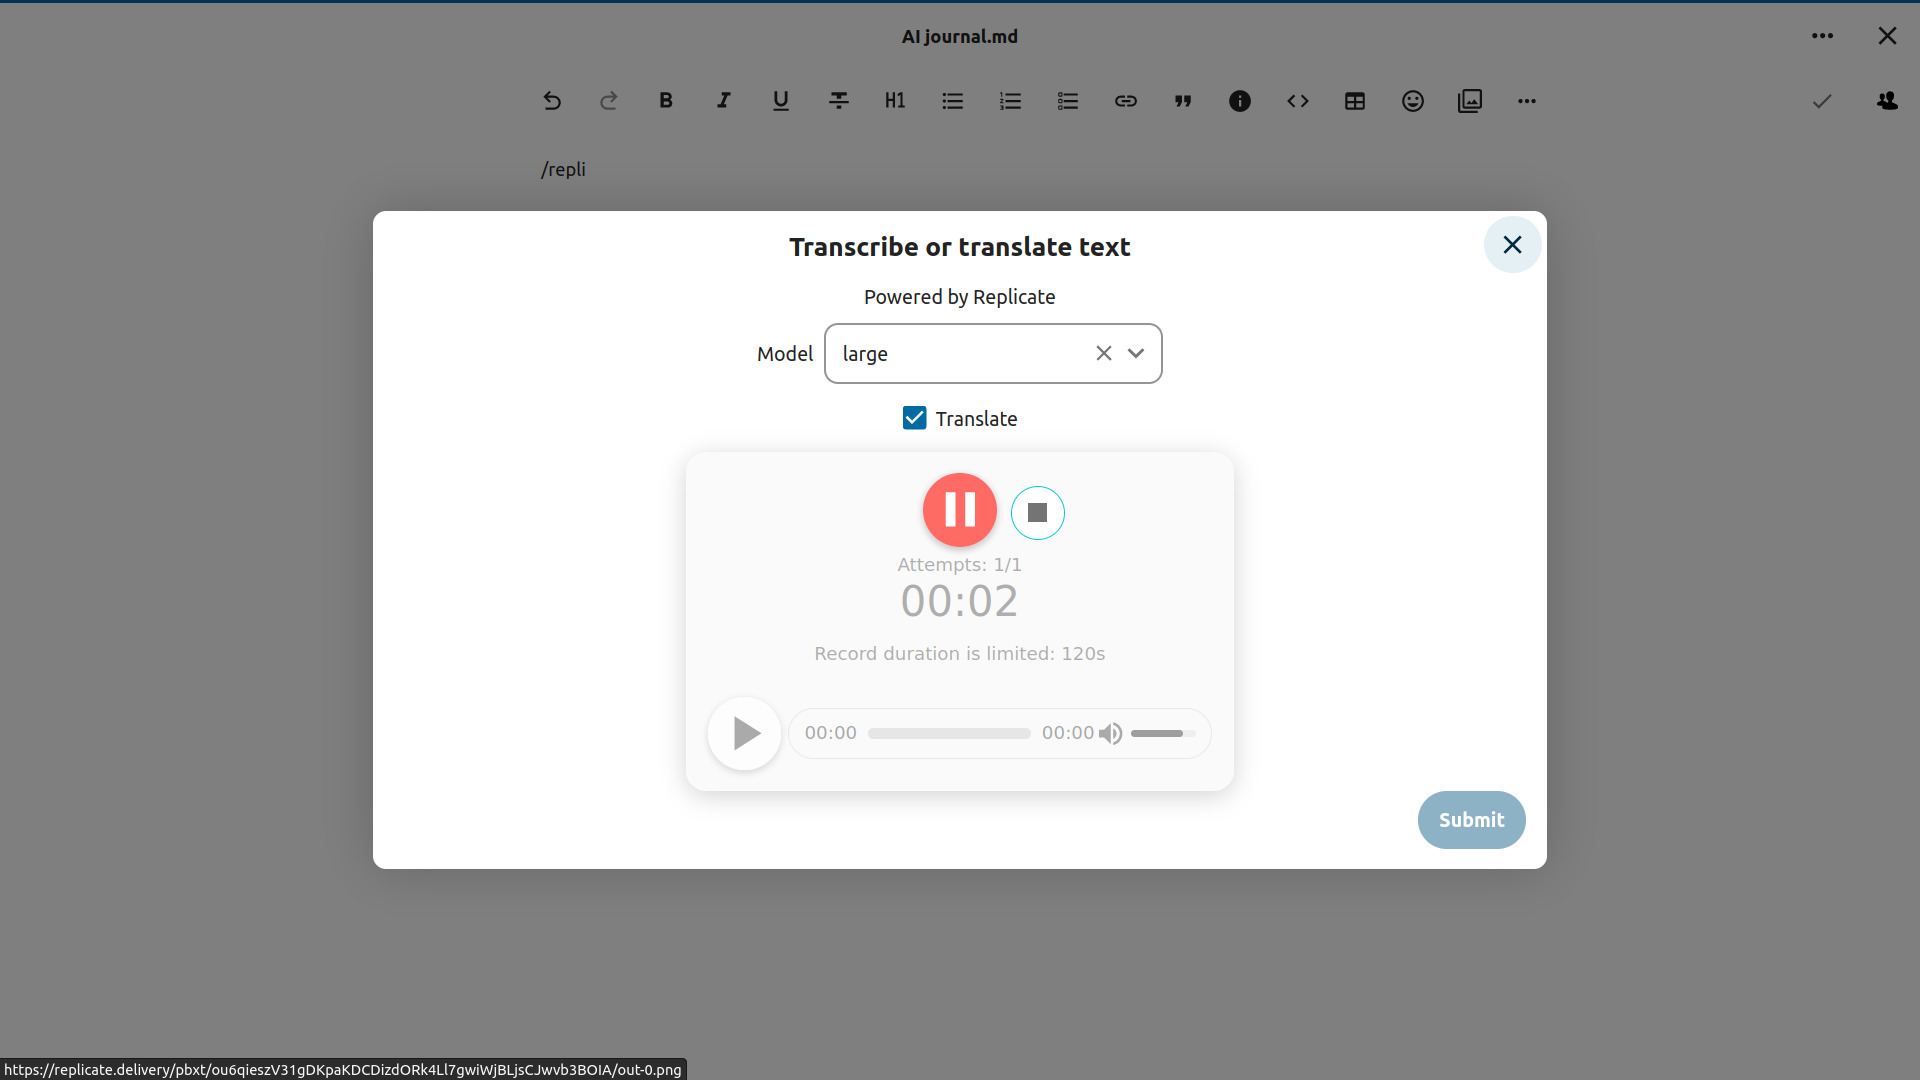 AI journal.md
H1
/repli
Transcribe or translate text
Powered by Replicate
Model large
Translate
Attempts: 1/1
00:02
Record duration is limited: 120s
00:00 00:00
Submit
https://replicate.delivery/pbxt/ou6qieszV31gDKpaKDCDizdORk4Ll7gwiWjBLjsCJwvb3BOIA/out-0.png